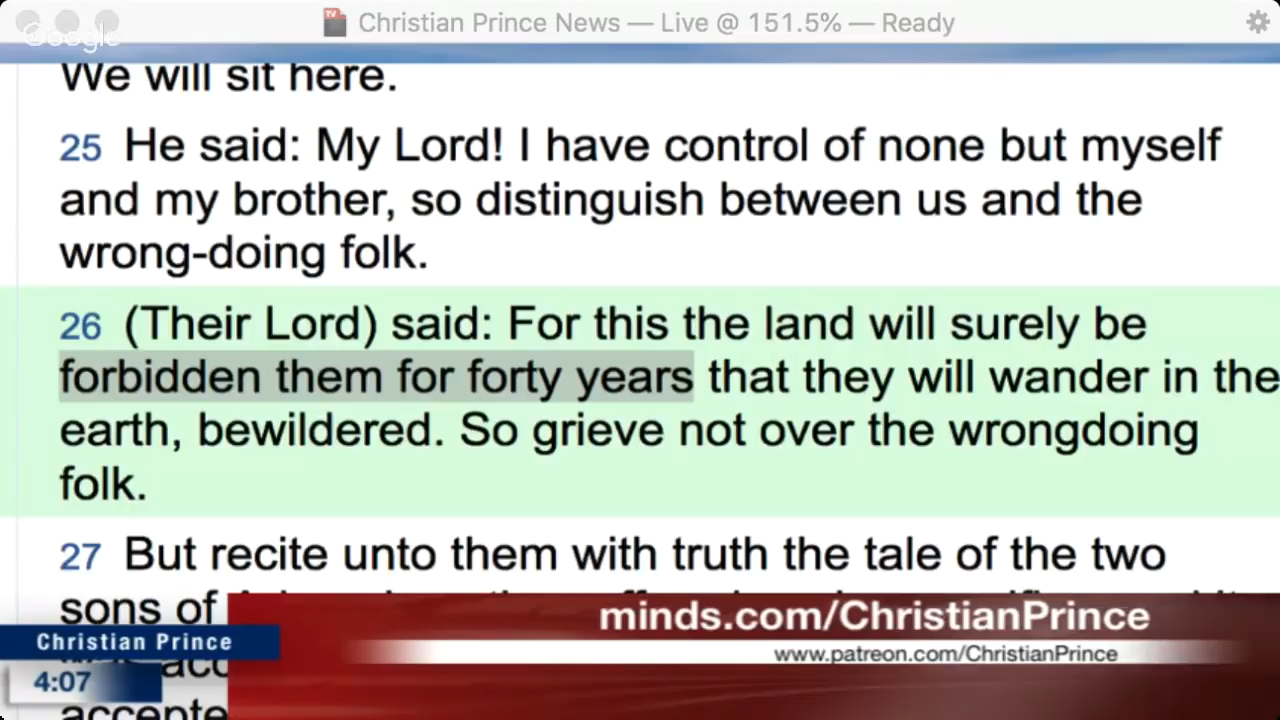 Christian Prince News — Live @ 151.5% — Ready
Google
We will sit here.
25 He said: My Lord! I have control of none but myself
and my brother, so distinguish between us and the
wrong-doing folk.
26 (Their Lord) said: For this the land will surely be
forbidden them for forty years that they will wander in the
earth, bewildered. So grieve not over the wrongdoing
folk.
27 But recite unto them with truth the tale of the two
sons of
minds.com/ChristianPrince
Christian Prince
www.patreon.com/ChristianPrince
4:07